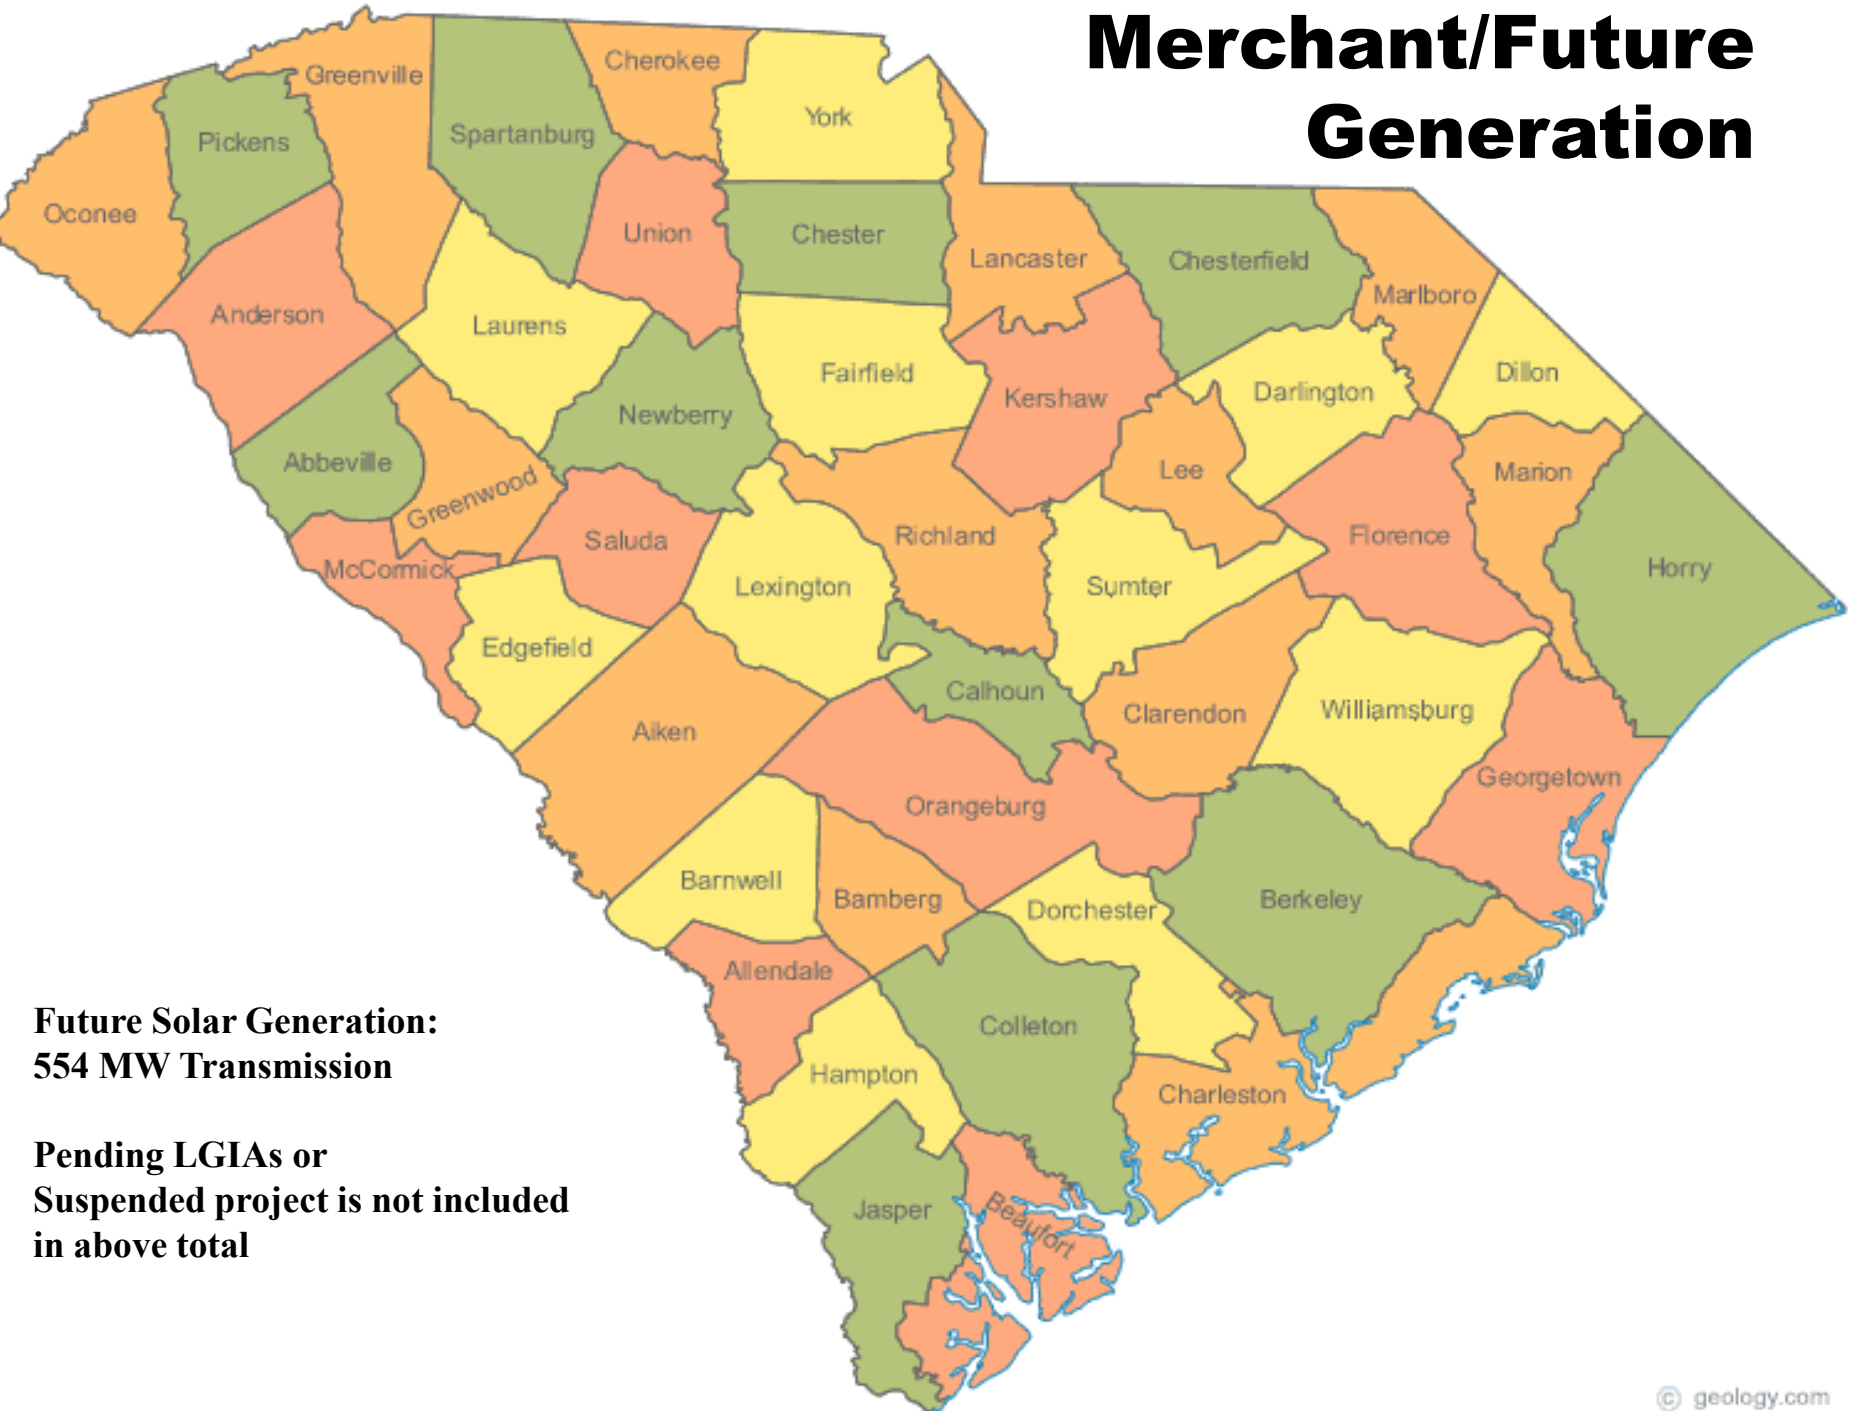 Merchant/Future
Generation
Cherokee
Greenville
York
Spartanburg
Pickens
Oconee
Union
Chester
Lancaster
Chesterfield
Marlboro
Anderson
Laurens
Fairfield
Dillon
Darlington
Kershaw
Newberry
Abbeville
Lee
Marion
Greenwood
Richland
Florence
Saluda
McCormick
Horry
Lexington
Sumter
Edgefield
Calhoun
Williamsburg
Clarendon
Aiken
Georgetown
Orangeburg
Barnwell
Bamberg
Berkeley
Dorchester
Allendale
Colleton
Hampton
Charleston
Jasper
Beaufort
Future Solar Generation:
554 MW Transmission
Pending LGIAs or
Suspended project is not included
in above total
© geology.com